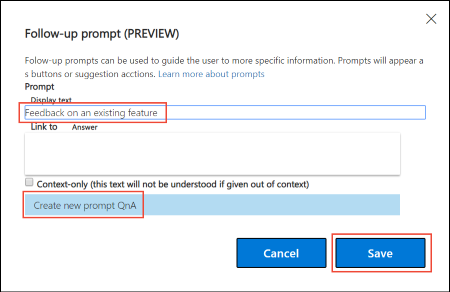 Follow-up prompt (PREVIEW)
Folow-up prompts can be used to guide the user to more specific information. Prompts will appear a
s buttons or suggestion acctions. Learn more about prompts
Prompt
Display text
Feedback on an existing feature
Link to Answer
Context-only (this text will not be understood if given out of context)
Create new prompt QnA
Cancel Save